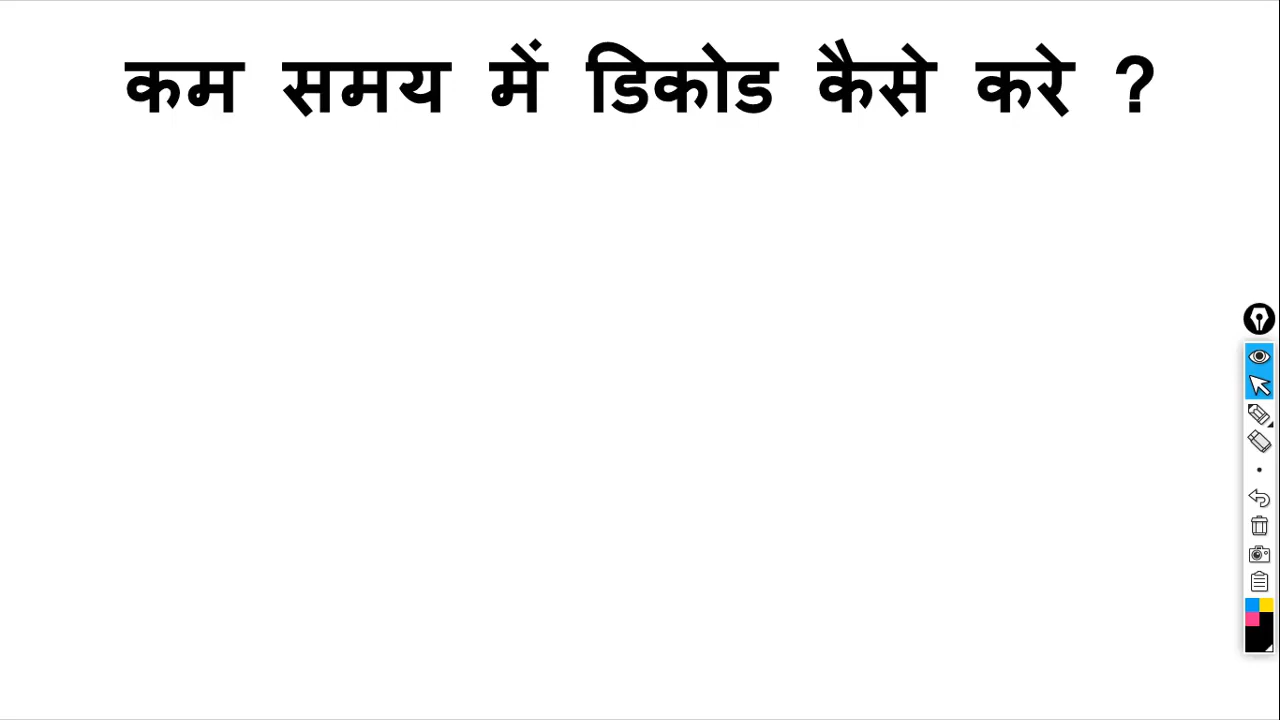 कम समय में डिकोड कैसे करे ?